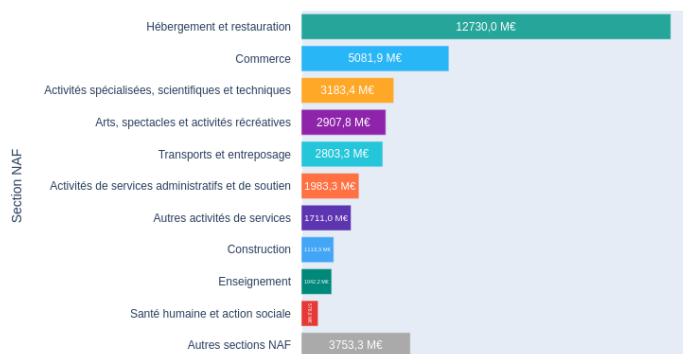 Section NAF
Hébergement et restauration 12730,0 M€
Commerce 5081,9 M€
Activités spécialisées, scientifiques et techniques 3183,4 M€
Arts, spectacles et activités récréatives 2907,8 M€
Transports et entreposage 2803,3 M€
Activités de services administratifs et de soutien 1983,3 M€
Autres activités de services 1711,0 M€
Construction
Enseignement 1042,2 M€
Santé humaine et action sociale
Autres sections NAF 3753,3 M€